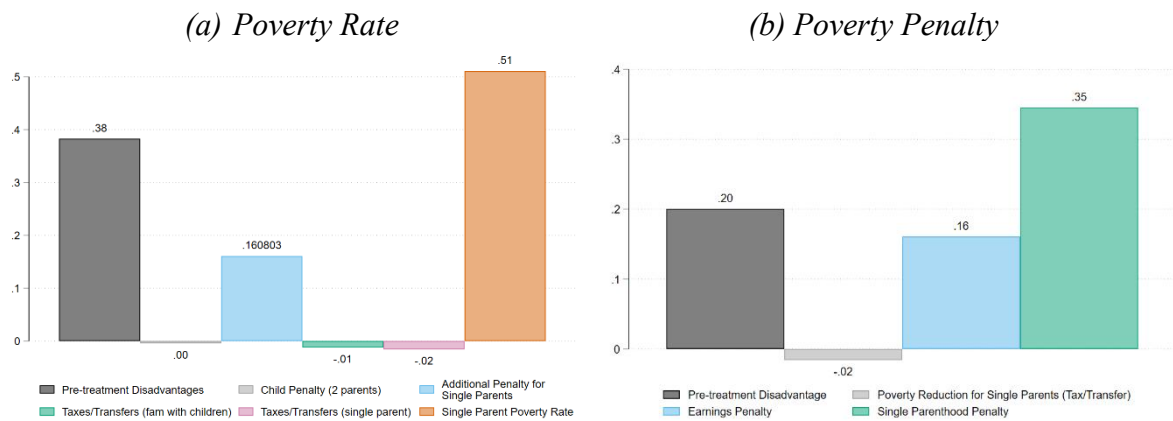 (a) Poverty Rate
.5
.4
.3
.2
.1
0
.38
.00
.160803
-.01
-.02
.51
Pre-treatment Disadvantages
Child Penalty (2 parents)
Additional Penalty for
Single Parents
Taxes/Transfers (fam with children)
Taxes/Transfers (single parent)
Single Parent Poverty Rate
(b) Poverty Penalty
.4
.3
.2
.1
0
.20
-.02
.16
.35
Pre-treatment Disadvantage
Poverty Reduction for Single Parents (Tax/Transfer)
Earnings Penalty
Single Parenthood Penalty